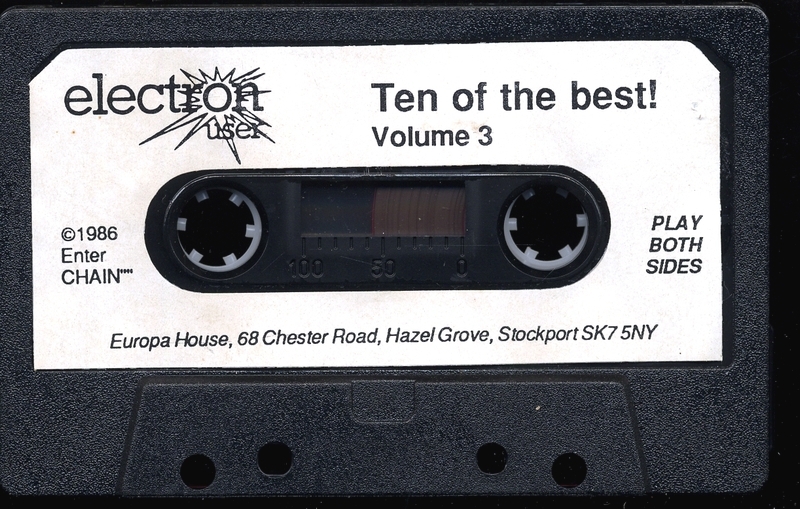 electron
user
Ten of the best!
Volume 3
©1986
Enter
CHAIN""
100 50 0
PLAY
BOTH
SIDES
Europa House, 68 Chester Road, Hazel Grove, Stockport SK7 5NY